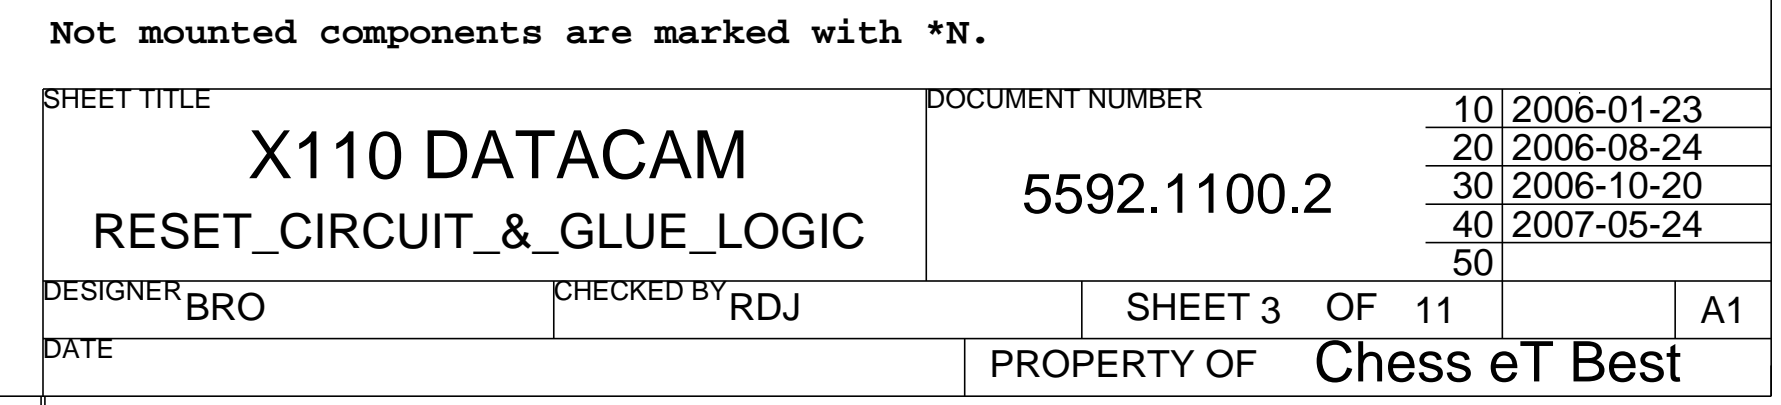 Not mounted components are marked with *N.
SHEET TITLE
X110 DATACAM
RESET_CIRCUIT_&_GLUE_LOGIC
DOCUMENT NUMBER
5592.1100.2
10 2006-01-23
20 2006-08-24
30 2006-10-20
40 2007-05-24
50
DESIGNER BRO
CHECKED BY RDJ
SHEET 3 OF 11
A1
DATE
PROPERTY OF Chess eT Best